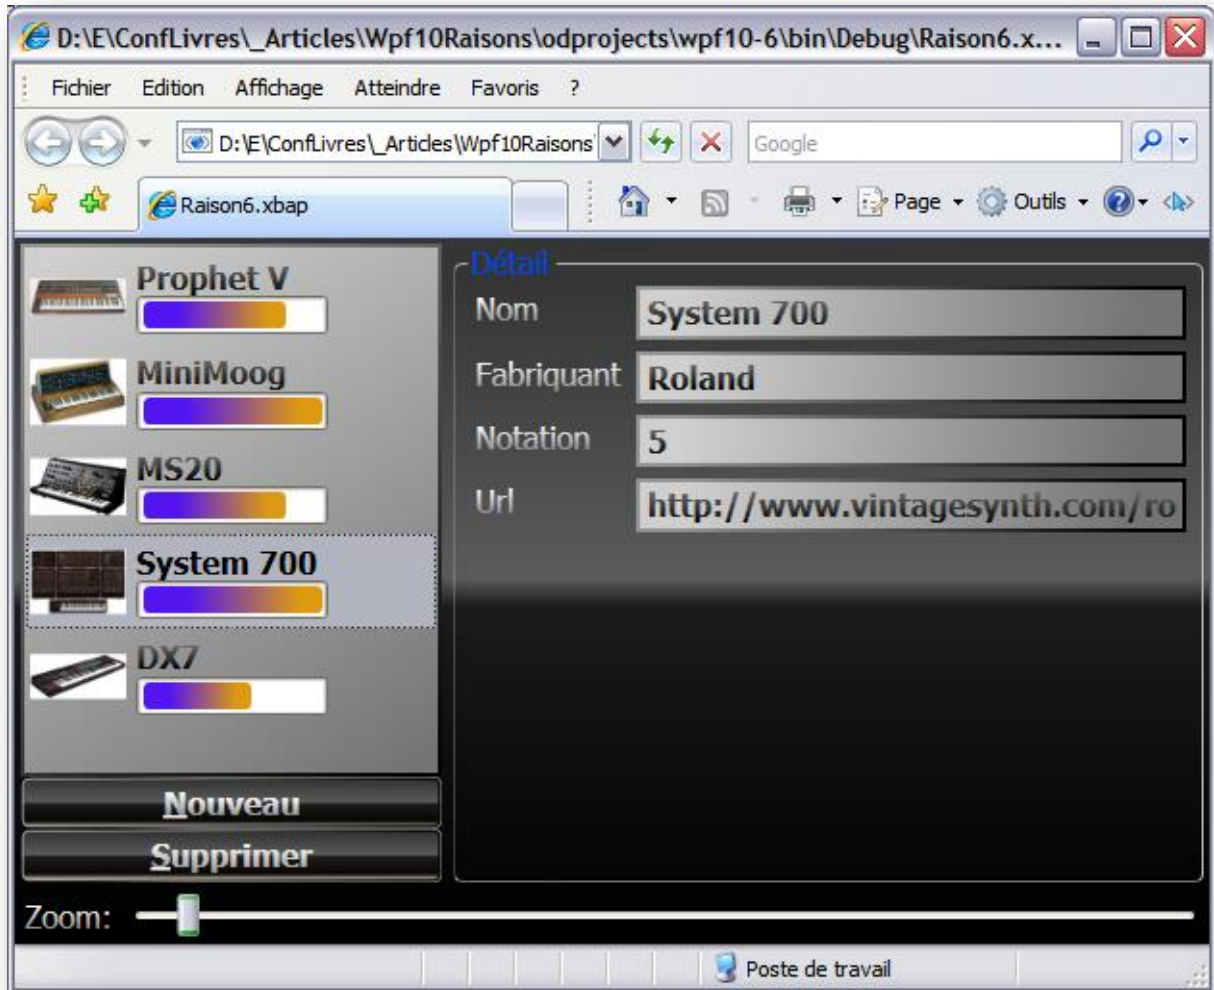 D:\E\ConfLivres\_Articles\Wpf10Raisons\odprojects\wpf10-6\bin\Debug\Raison6.x...
Fichier Edition Affichage Atteindre Favoris ?
D:\E\ConfLivres\_Articles\Wpf10Raisons Google
Raison6.xbap Page Outils
Prophet V
MiniMoog
MS20
System 700
DX7
Nouveau
Supprimer
Détail
Nom System 700
Fabriquant Roland
Notation 5
Url http://www.vintagesynth.com/ro
Zoom:
Poste de travail